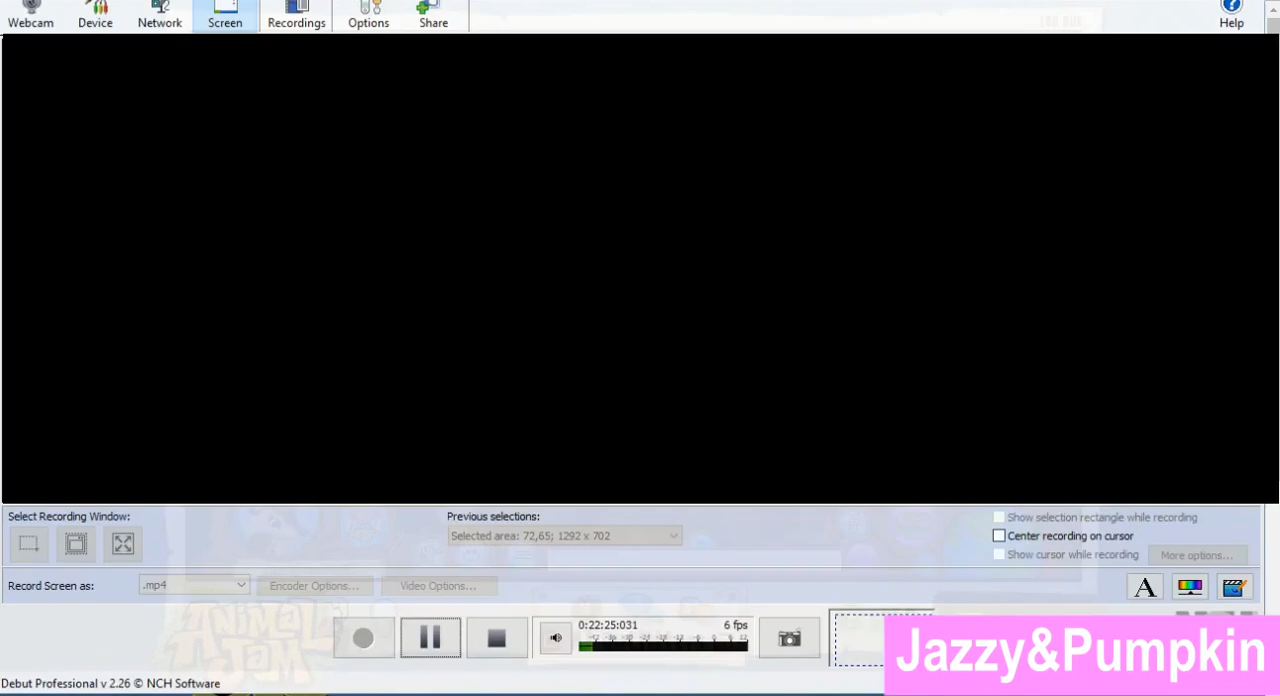 Webcam Device Network Screen Recordings Options Share Help
Select Recording Window:
Previous selections:
Show selection rectangle while recording
Selected area: 72,65; 1292 x 702
Center recording on cursor
Show cursor while recording
More options...
Record Screen as:
.mp4
Encoder Options...
Video Options...
A
0:22:25:031
6 fps
ANIMAL
JAM
Jazzy&Pumpkin
Debut Professional v 2.26 © NCH Software